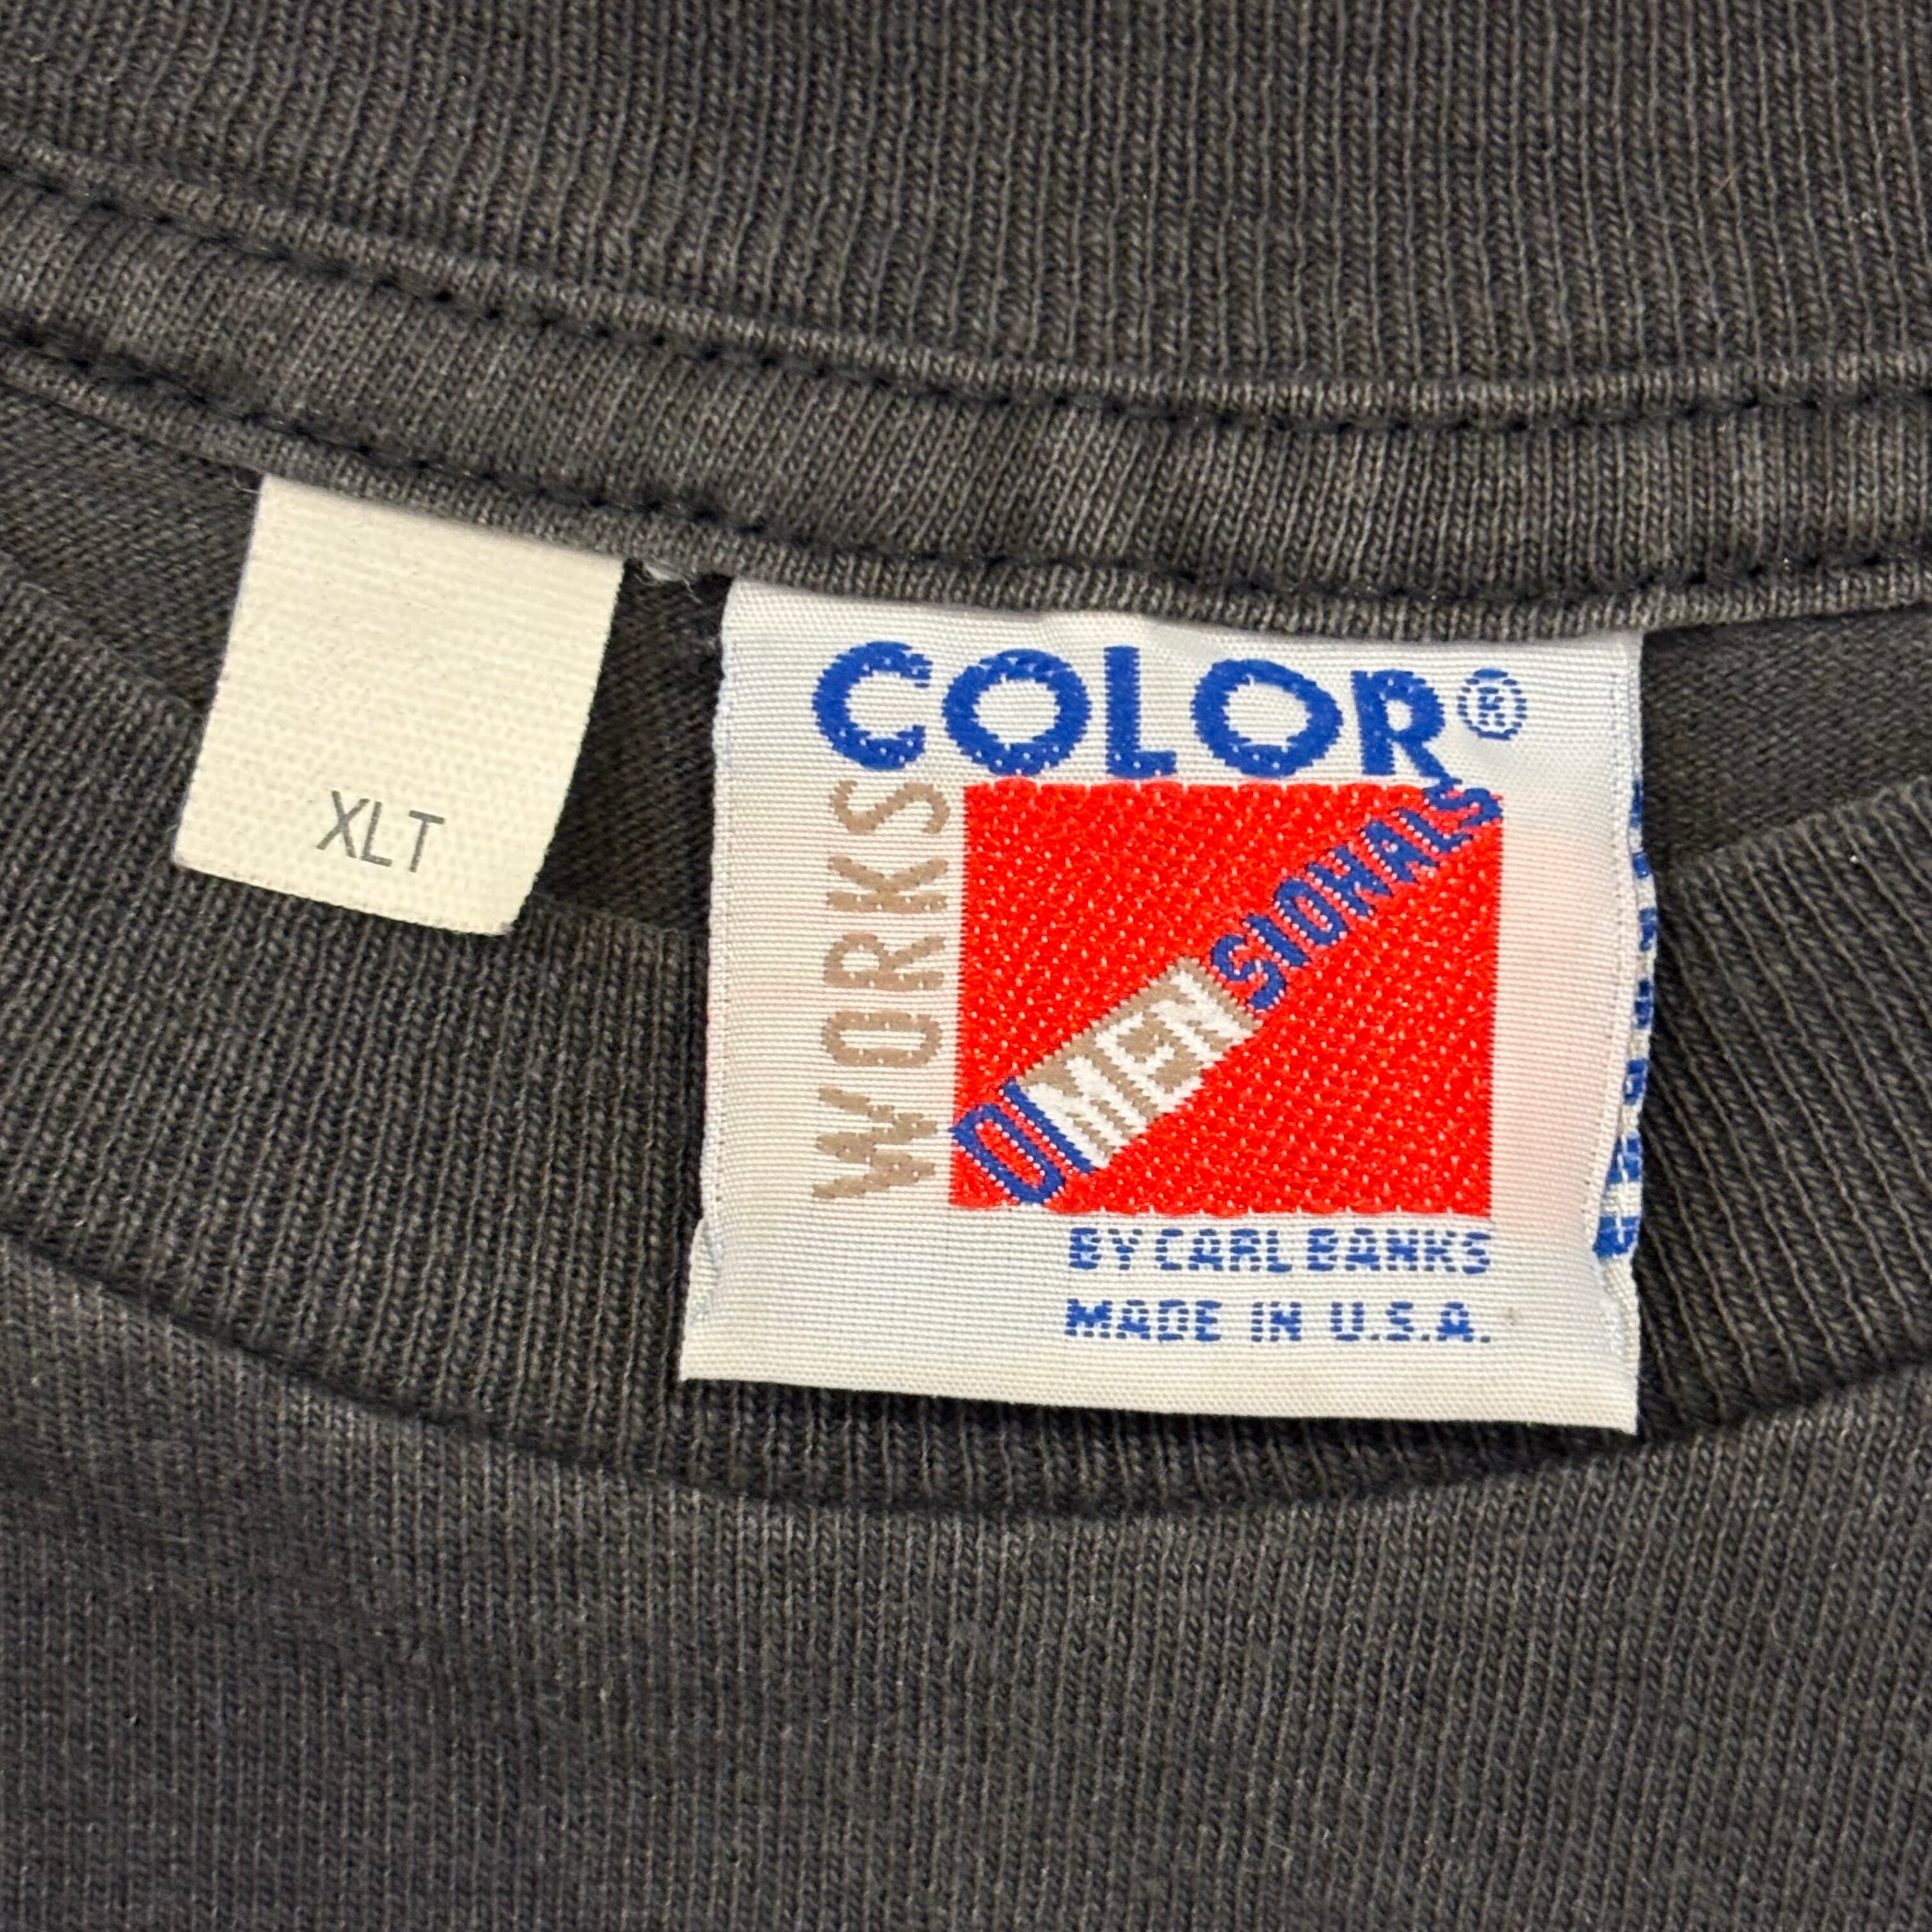 XLT
COLOR®
WORKS
DIMENSIONALS
BY CARL BANKS
MADE IN U.S.A.